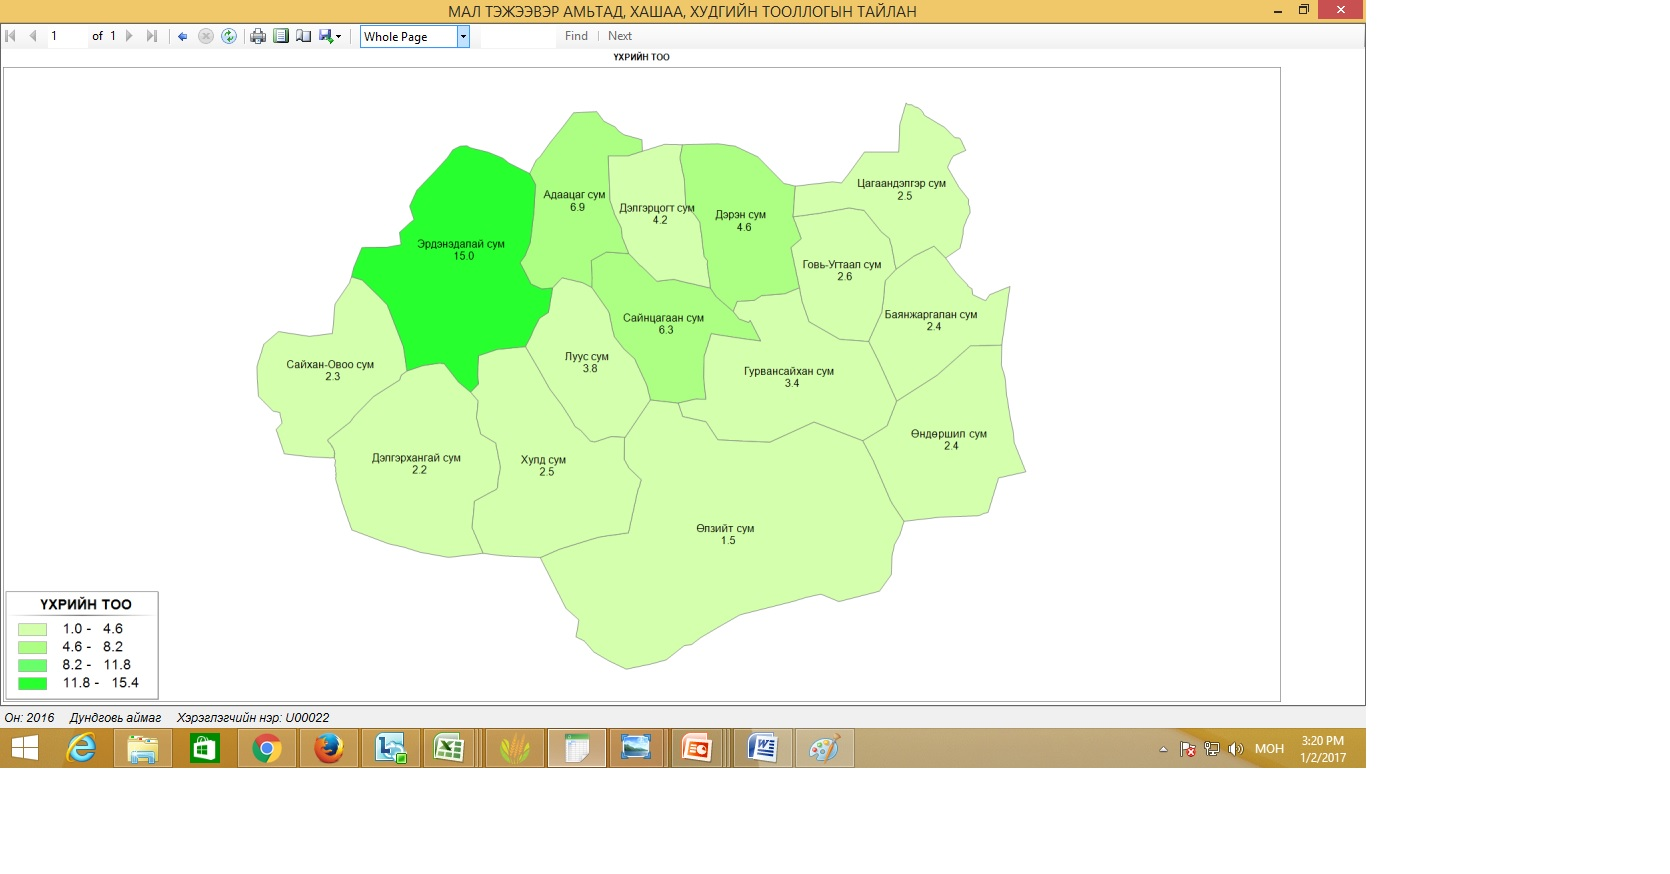 МАЛ ТЭЖЭЭВЭР АМЬТАД, ХАШАА, ХУДГИЙН ТООЛЛОГЫН ТАЙЛАН
1 of 1 Whole Page Find | Next
ҮХРИЙН ТОО
Цагаандэлгэр сум
2.5
Адаацаг сум
6.9
Дэлгэрцогт сум
4.2
Дэрэн сум
4.6
Эрдэнэдалай сум
15.0
Говь-Угтаал сум
2.6
Сайнцагаан сум
6.3
Баянжаргалан сум
2.4
Луус сум
3.8
Сайхан-Овоо сум
2.3
Гурвансайхан сум
3.4
Өндөршил сум
2.4
Дэлгэрхангай сум
2.2
Хулд сум
2.5
Өлзийт сум
1.5
ҮХРИЙН ТОО
1.0 - 4.6
4.6 - 8.2
8.2 - 11.8
11.8 - 15.4
Он: 2016 Дундговь аймаг Хэрэглэгчийн нэр: U00022
МОН
3:20 PM
1/2/2017